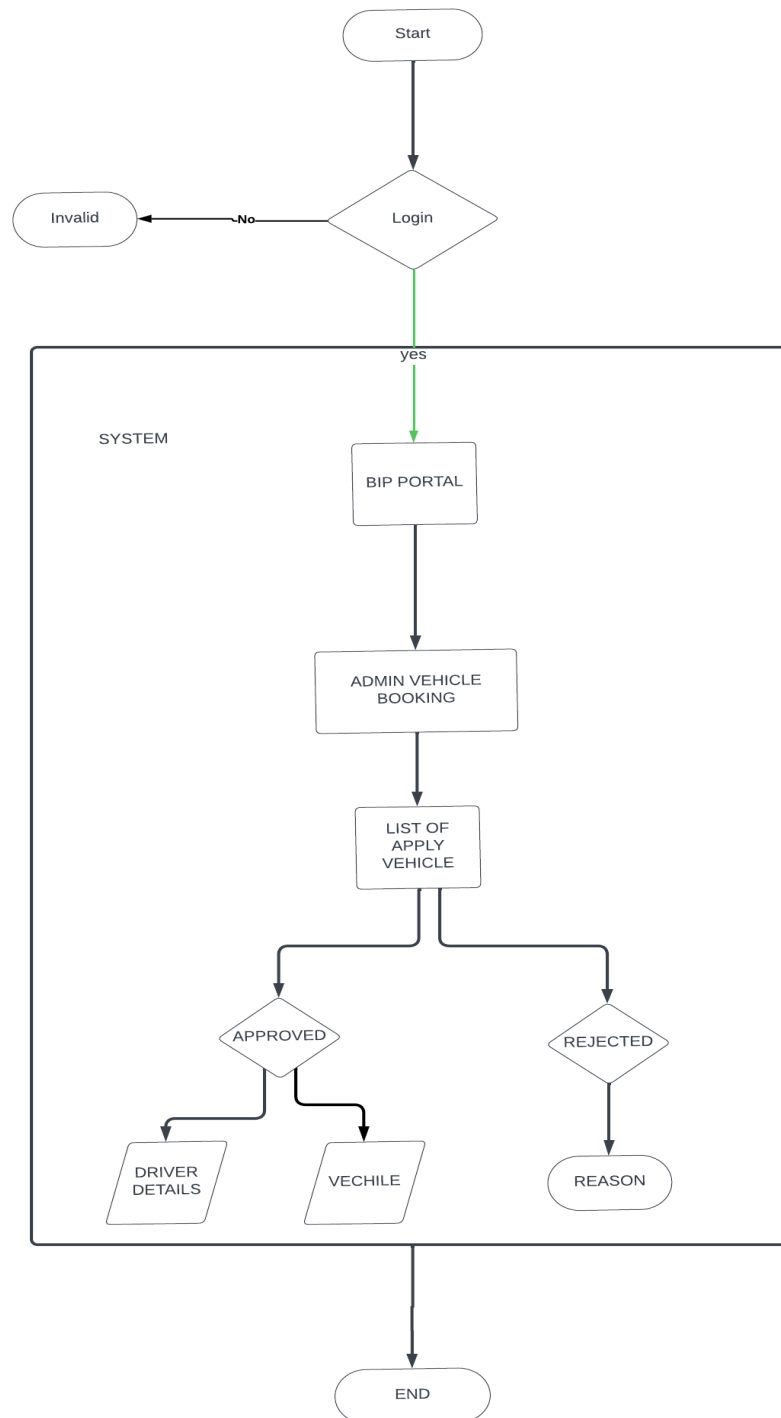 Start
Login
Invalid
No
yes
SYSTEM
BIP PORTAL
ADMIN VEHICLE
BOOKING
LIST OF
APPLY
VEHICLE
APPROVED
REJECTED
DRIVER
DETAILS
VECHILE
REASON
END